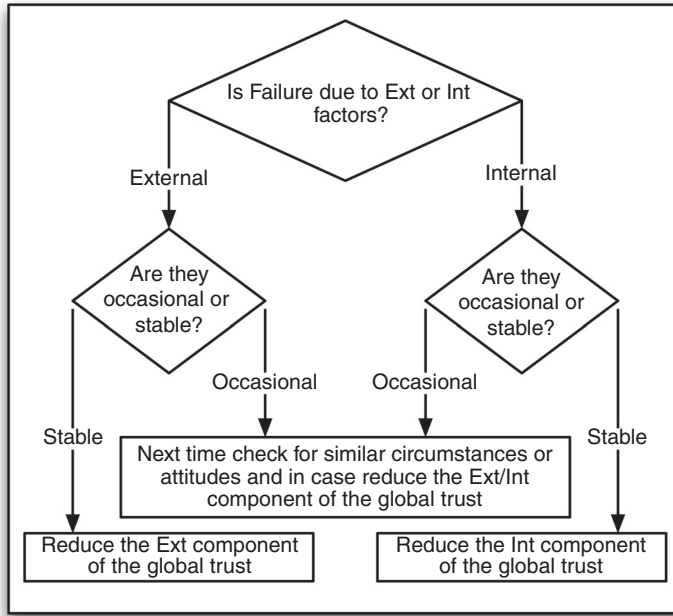 Is Failure due to Ext or Int
factors?
External
Internal
Are they
occasional or
stable?
Are they
occasional or
stable?
Occasional
Occasional
Stable
Stable
Next time check for similar circumstances or
attitudes and in case reduce the Ext/Int
component of the global trust
Reduce the Ext component
of the global trust
Reduce the Int component
of the global trust